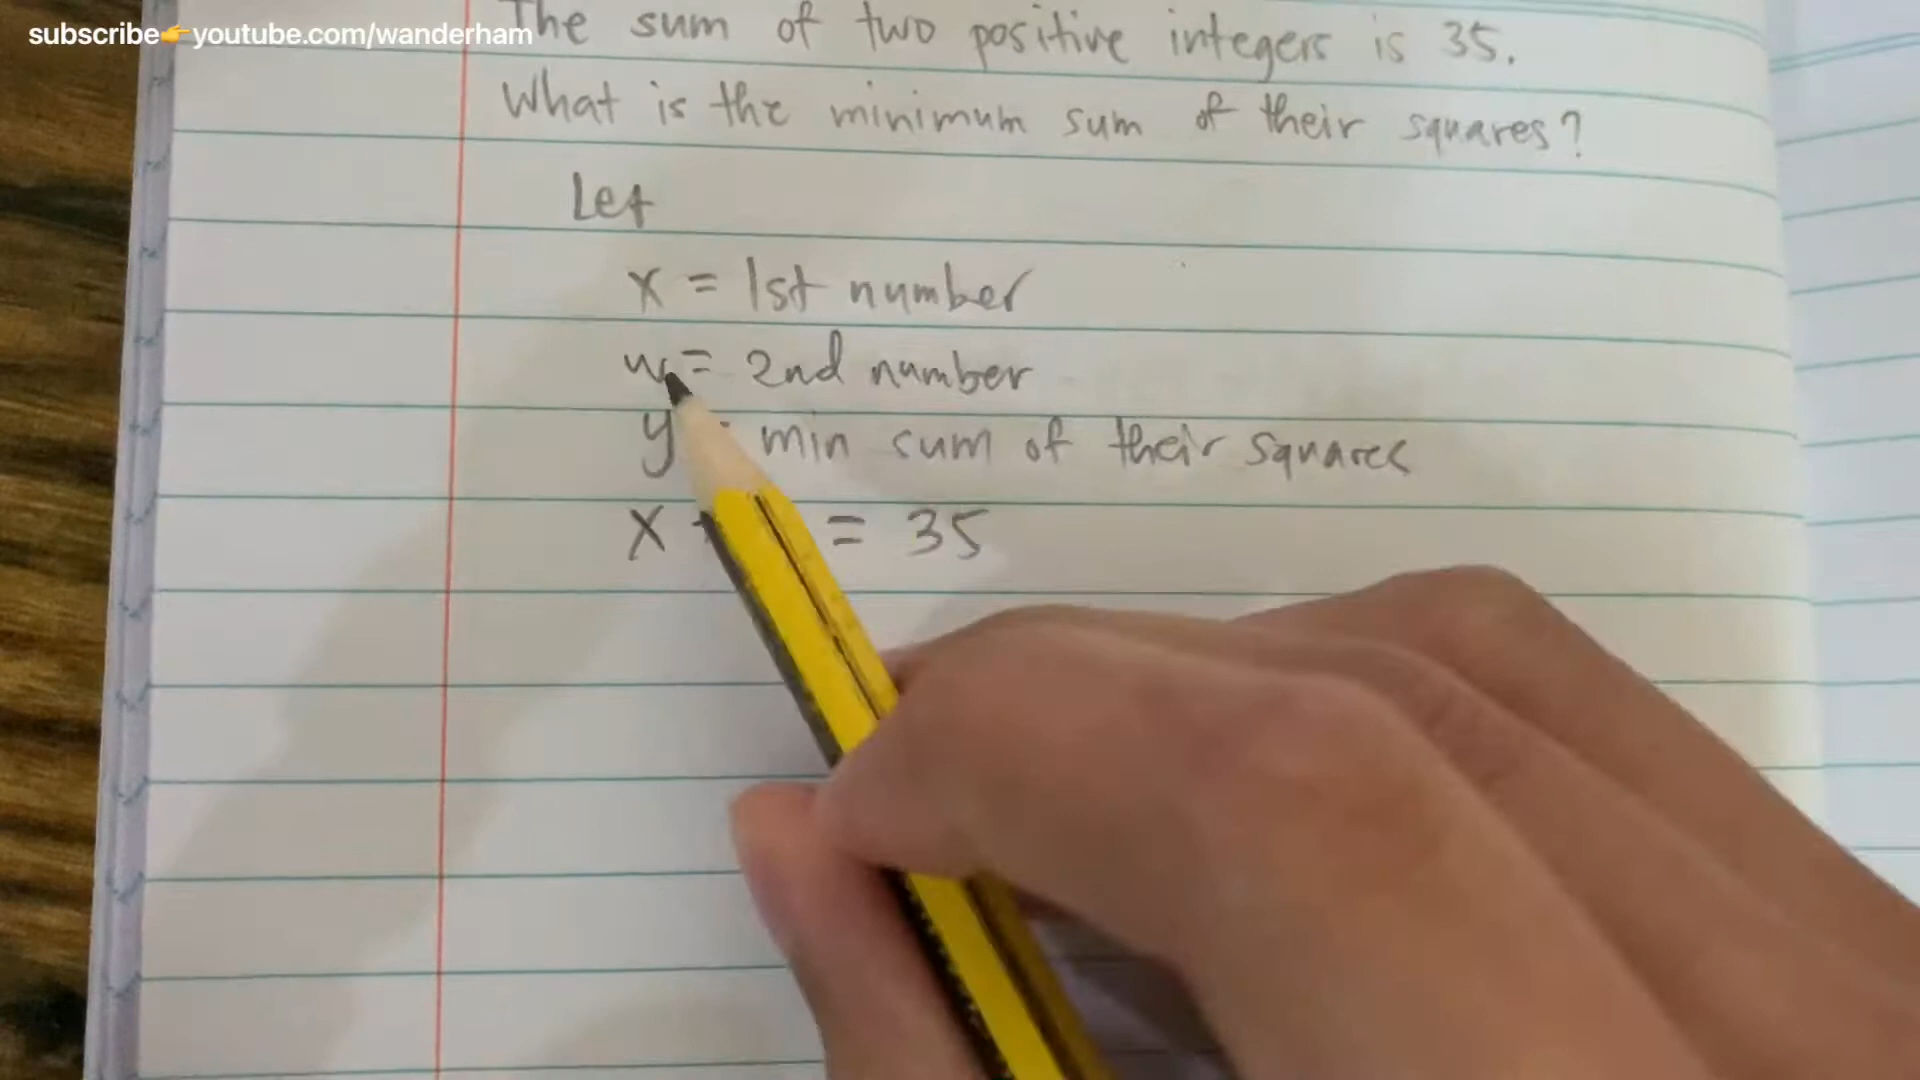 subscribe👉youtube.com/wanderham
The sum of two positive integers is 35.
What is the minimum sum of their squares?
Let
x = 1st number
w = 2nd number
y min sum of their squares
x + = 35